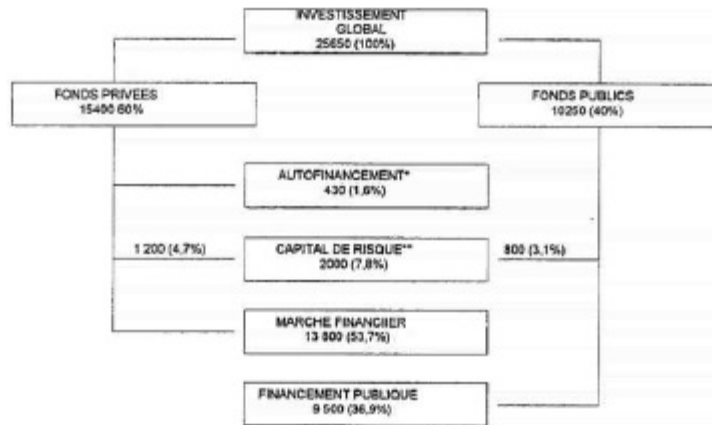 INVESTISSEMENT
GLOBAL
25650 (100%)
FONDS PRIVEES
15400 60%
FONDS PUBLICS
10250 (40%)
AUTOFINANCEMENT*
430 (1,6%)
1 200 (4,7%)
CAPITAL DE RISQUE**
2000 (7,8%)
800 (3,1%)
MARCHE FINANCIIER
13 800 (53,7%)
FINANCEMENT PUBLIQUE
9 500 (36,9%)